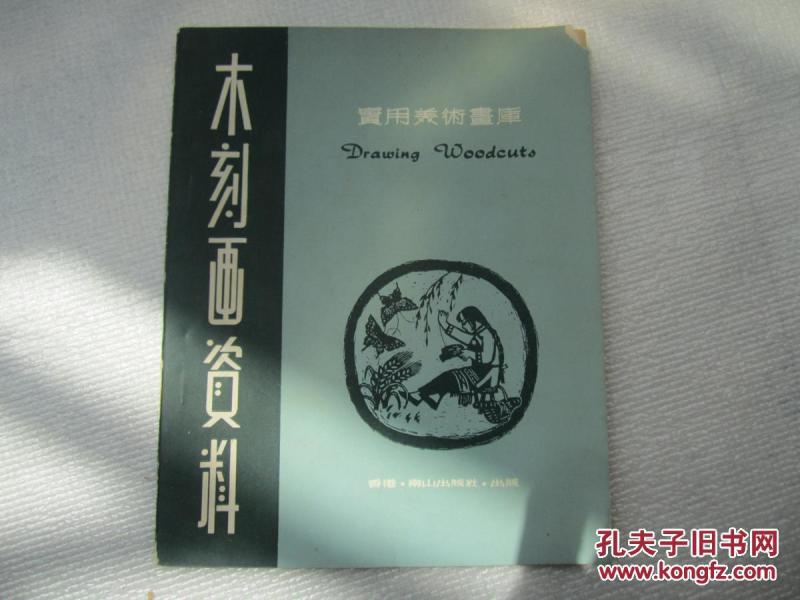 木刻画資料
實用美術畫庫
Drawing Woodcuts
香港·南山出版社·出版
孔夫子旧书网
www.kongfz.com